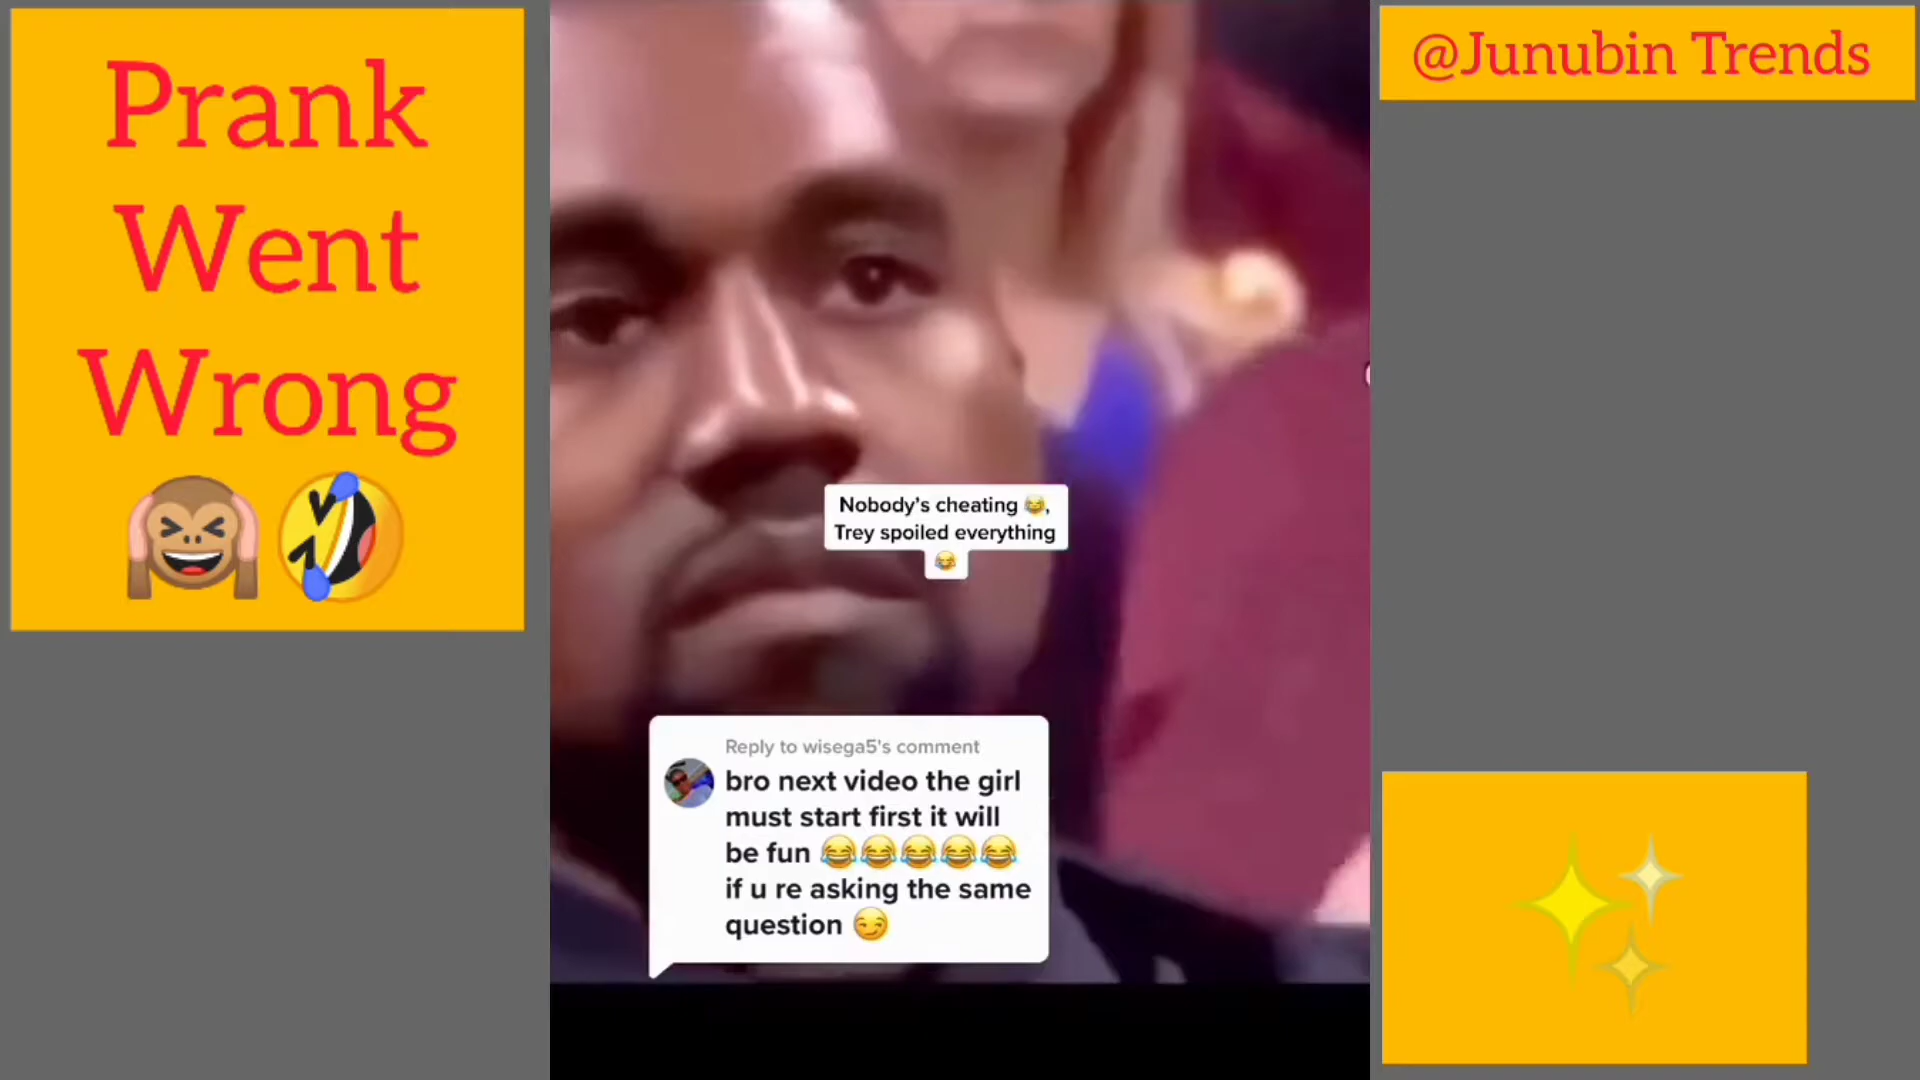 Prank
Went
Wrong
🙉🤣
@Junubin Trends
Nobody’s cheating 😂,
Trey spoiled everything
😂
Reply to wisega5's comment
bro next video the girl
must start first it will
be fun 😂😂😂😂😂
if u re asking the same
question 😏